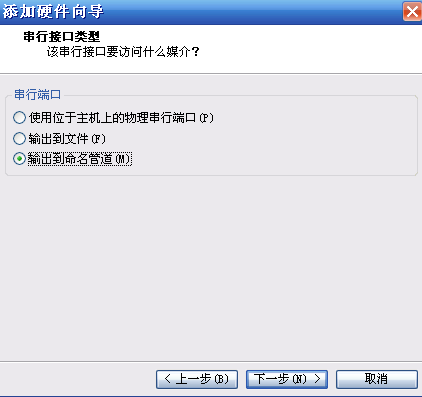 添加硬件向导
串行接口类型
该串行接口要访问什么媒介？
串行端口
使用位于主机上的物理串行端口(P)
输出到文件(F)
输出到命名管道(M)
< 上一步(B) 下一步(N) > 取消